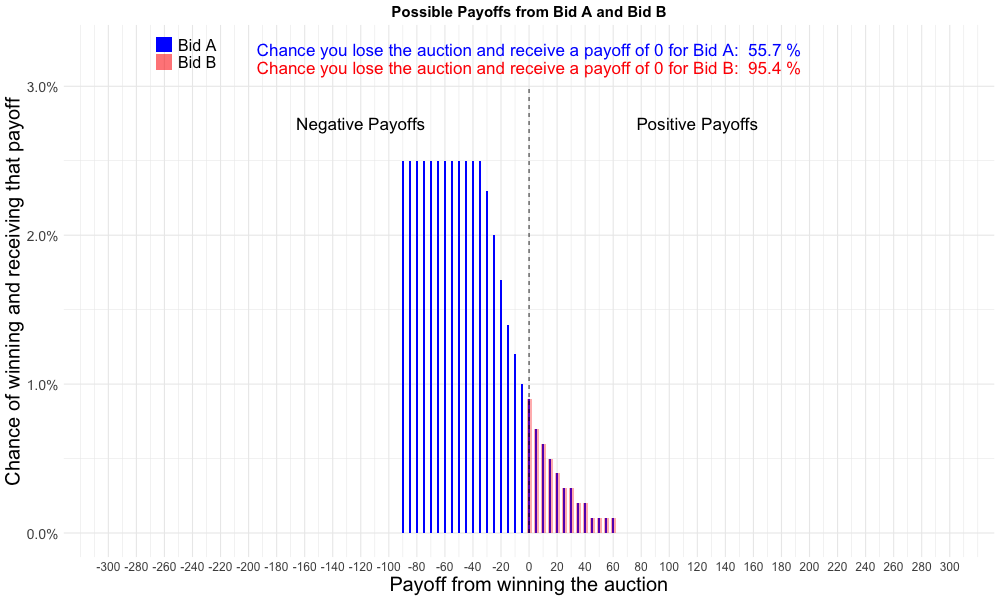 Possible Payoffs from Bid A and Bid B
Bid A
Bid B
Chance you lose the auction and receive a payoff of 0 for Bid A: 55.7 %
Chance you lose the auction and receive a payoff of 0 for Bid B: 95.4 %
Negative Payoffs
Positive Payoffs
Chance of winning and receiving that payoff
3.0%
2.0%
1.0%
0.0%
-300 -280 -260 -240 -220 -200 -180 -160 -140 -120 -100 -80 -60 -40 -20 0 20 40 60 80 100 120 140 160 180 200 220 240 260 280 300
Payoff from winning the auction